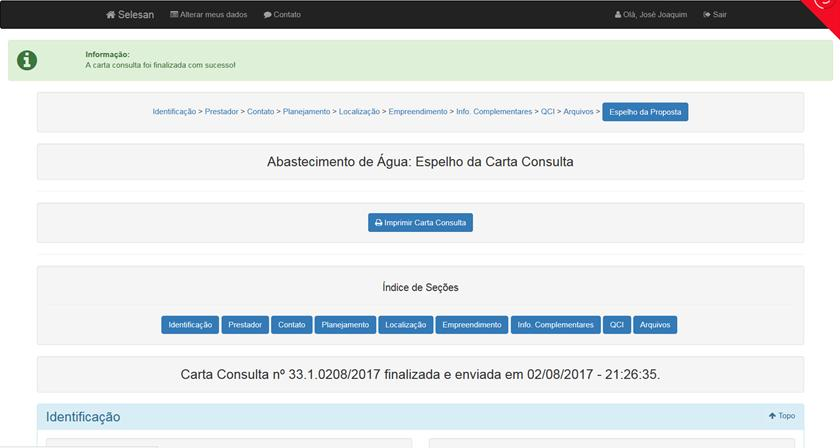 Selesan Alterar meus dados Contato Olá, José Joaquim Sair
Informação:
A carta consulta foi finalizada com sucesso!
Identificação > Prestador > Contato > Planejamento > Localização > Empreendimento > Info. Complementares > QCI > Arquivos > Espelho da Proposta
Abastecimento de Água: Espelho da Carta Consulta
Imprimir Carta Consulta
Índice de Seções
Identificação Prestador Contato Planejamento Localização Empreendimento Info. Complementares QCI Arquivos
Carta Consulta nº 33.1.0208/2017 finalizada e enviada em 02/08/2017 - 21:26:35.
Identificação Topo